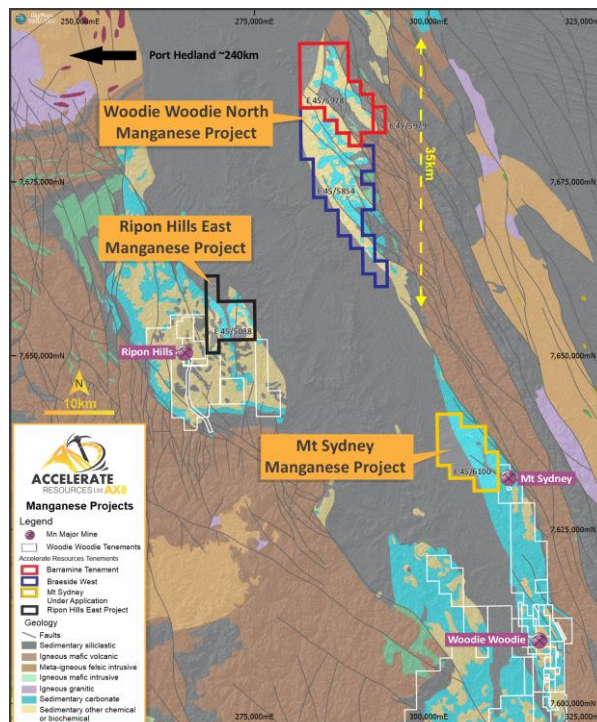 250,000mE
275,000mE
300,000mE
325,000mE
Port Hedland ~240km
E 45/5978
E 45/5979
Woodie Woodie North
Manganese Project
35km
7,675,000mN
7,675,000mN
E 45/5854
Ripon Hills East
Manganese Project
E 45/5088
Ripon Hills
7,650,000mN
7,650,000mN
N
10km
Mt Sydney
Manganese Project
E 45/6100
Mt Sydney
ACCELERATE
RESOURCES Ltd AX8
Manganese Projects
Legend
Mn Major Mine
Woodie Woodie Tenements
Accelerate Resources Tenements
Barramine Tenement
Braeside West
Mt Sydney
Under Application
Ripon Hills East Project
Geology
Faults
Sedimentary siliclastic
Igneous mafic volcanic
Meta-igneous felsic intrusive
Igneous mafic intrusive
Igneous granitic
Sedimentary carbonate
Sedimentary other chemical
or biochemical
7,625,000mN
Woodie Woodie
7,600,000mN
275,000mE
300,000mE
325,000mE